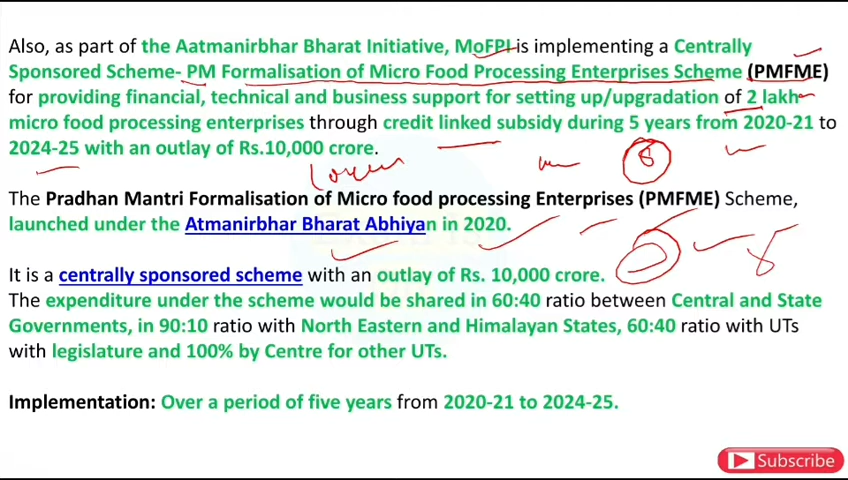 Also, as part of the Aatmanirbhar Bharat Initiative, MoFPI is implementing a Centrally
Sponsored Scheme- PM Formalisation of Micro Food Processing Enterprises Scheme (PMFME)
for providing financial, technical and business support for setting up/upgradation of 2 lakh
micro food processing enterprises through credit linked subsidy during 5 years from 2020-21 to
2024-25 with an outlay of Rs.10,000 crore.
The Pradhan Mantri Formalisation of Micro food processing Enterprises (PMFME) Scheme,
launched under the Atmanirbhar Bharat Abhiyan in 2020.
It is a centrally sponsored scheme with an outlay of Rs. 10,000 crore.
The expenditure under the scheme would be shared in 60:40 ratio between Central and State
Governments, in 90:10 ratio with North Eastern and Himalayan States, 60:40 ratio with UTs
with legislature and 100% by Centre for other UTs.
Implementation: Over a period of five years from 2020-21 to 2024-25.
Subscribe